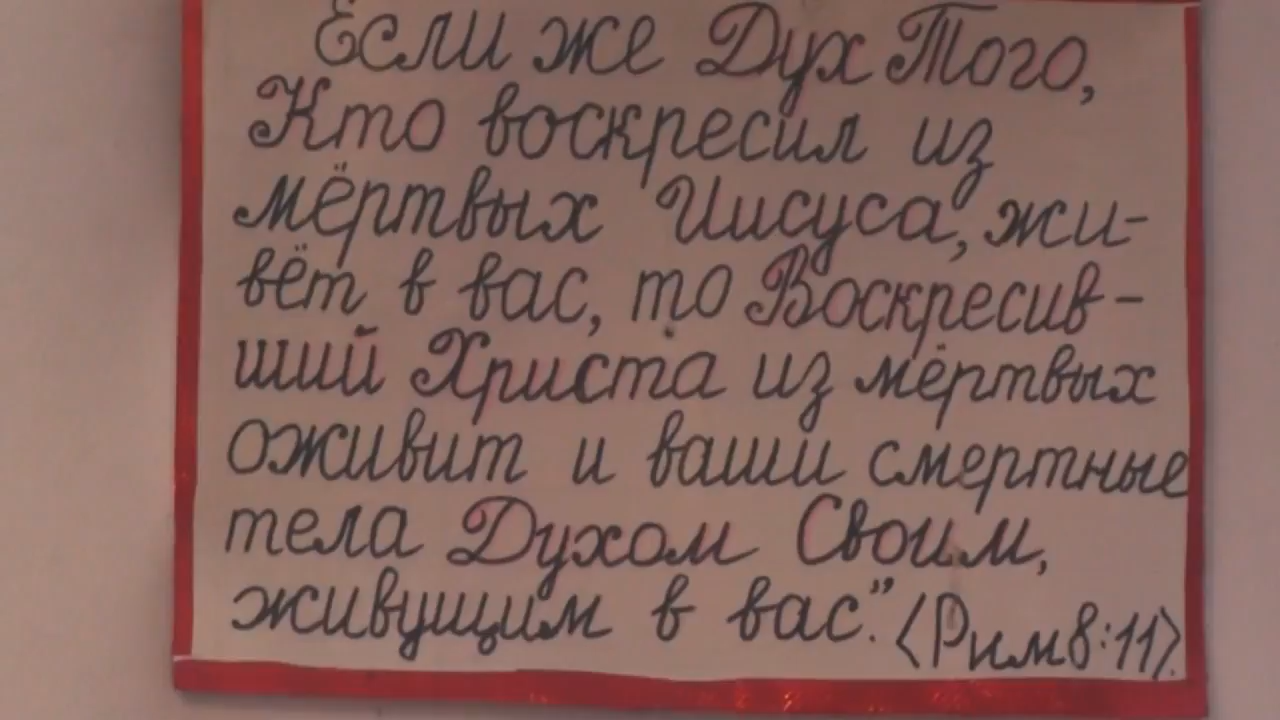 Если же Дух Того,
Кто воскресил из
мёртвых Иисуса, жи-
вёт в вас, то Воскресив-
ший Христа из мёртвых
оживит и ваши смертные
тела Духом Своим,
живущим в вас." (Рим 8:11).